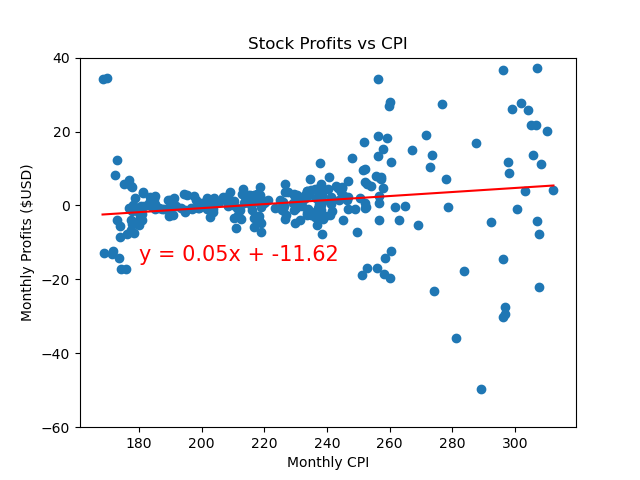 Stock Profits vs CPI
40
20
0
−20
−40
−60
Monthly Profits ($USD)
y = 0.05x + -11.62
180 200 220 240 260 280 300
Monthly CPI